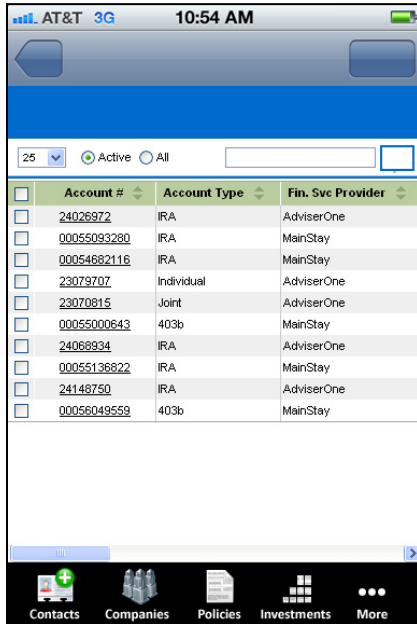 AT&T 3G 10:54 AM
25 Active All
Account # Account Type Fin. Svc Provider
24026972 IRA AdviserOne
00055093280 IRA MainStay
00054682116 IRA MainStay
23079707 Individual AdviserOne
23070815 Joint AdviserOne
00055000643 403b MainStay
24068934 IRA AdviserOne
00055136822 IRA MainStay
24148750 IRA AdviserOne
00056049559 403b MainStay
Contacts Companies Policies Investments More